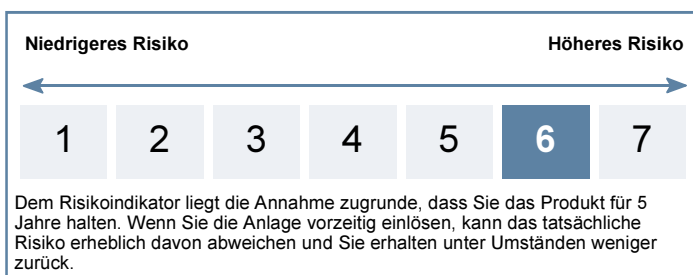 Niedrigeres Risiko Höheres Risiko
1 2 3 4 5 6 7
Dem Risikoindikator liegt die Annahme zugrunde, dass Sie das Produkt für 5
Jahre halten. Wenn Sie die Anlage vorzeitig einlösen, kann das tatsächliche
Risiko erheblich davon abweichen und Sie erhalten unter Umständen weniger
zurück.